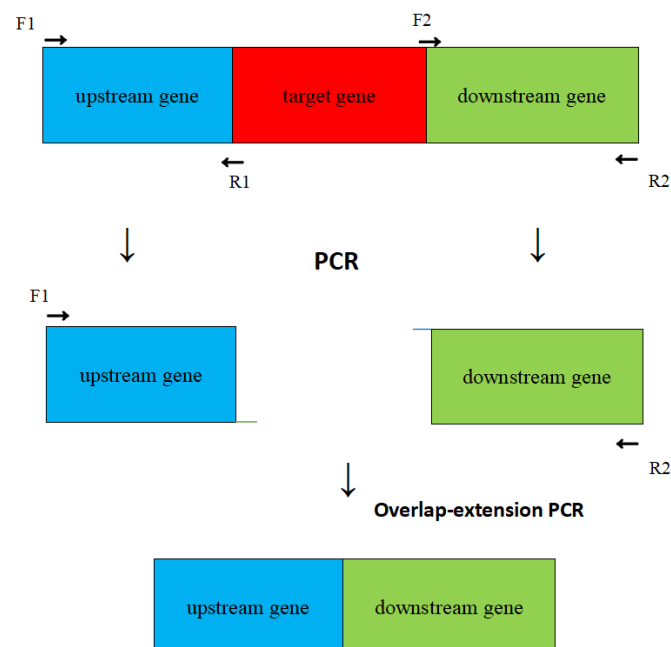 F1
F2
upstream gene
target gene
downstream gene
R1
R2
PCR
F1
upstream gene
downstream gene
R2
Overlap-extension PCR
upstream gene
downstream gene